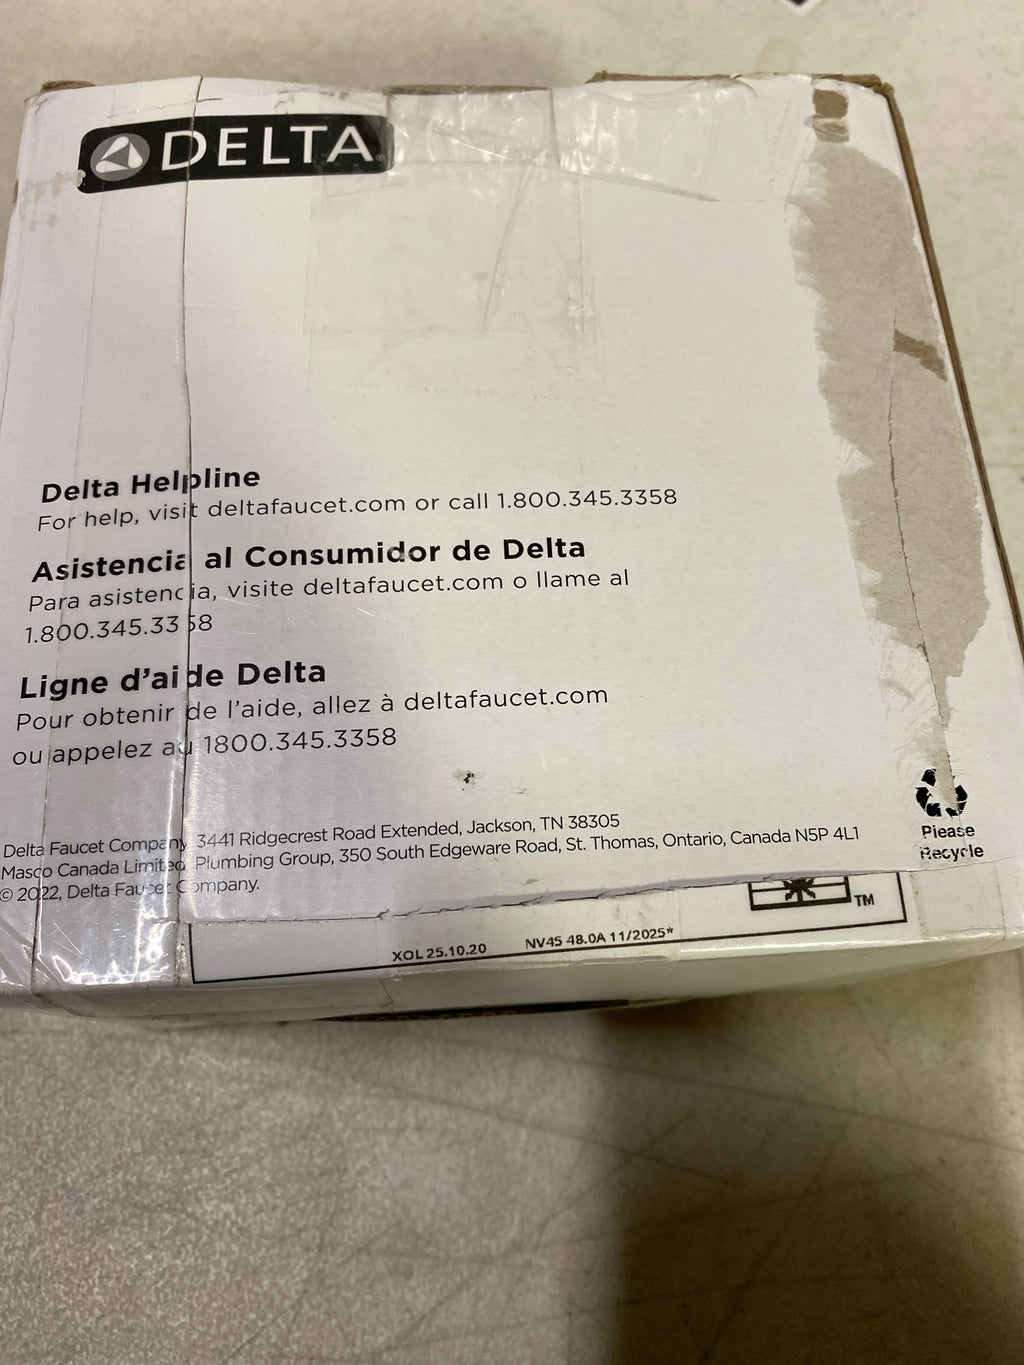 DELTA
Delta Helpline
For help, visit deltafaucet.com or call 1.800.345.3358
Asistencia al Consumidor de Delta
Para asistencia, visite deltafaucet.com o llame al
1.800.345.3358
Ligne d'aide Delta
Pour obtenir de l'aide, allez à deltafaucet.com
ou appelez au 1800.345.3358
Delta Faucet Company 3441 Ridgecrest Road Extended, Jackson, TN 38305
Masco Canada Limited Plumbing Group, 350 South Edgeware Road, St. Thomas, Ontario, Canada N5P 4L1
© 2022, Delta Faucet Company.
Please
Recycle
TM
XOL 25.10.20 NV45 48.0A 11/2025*